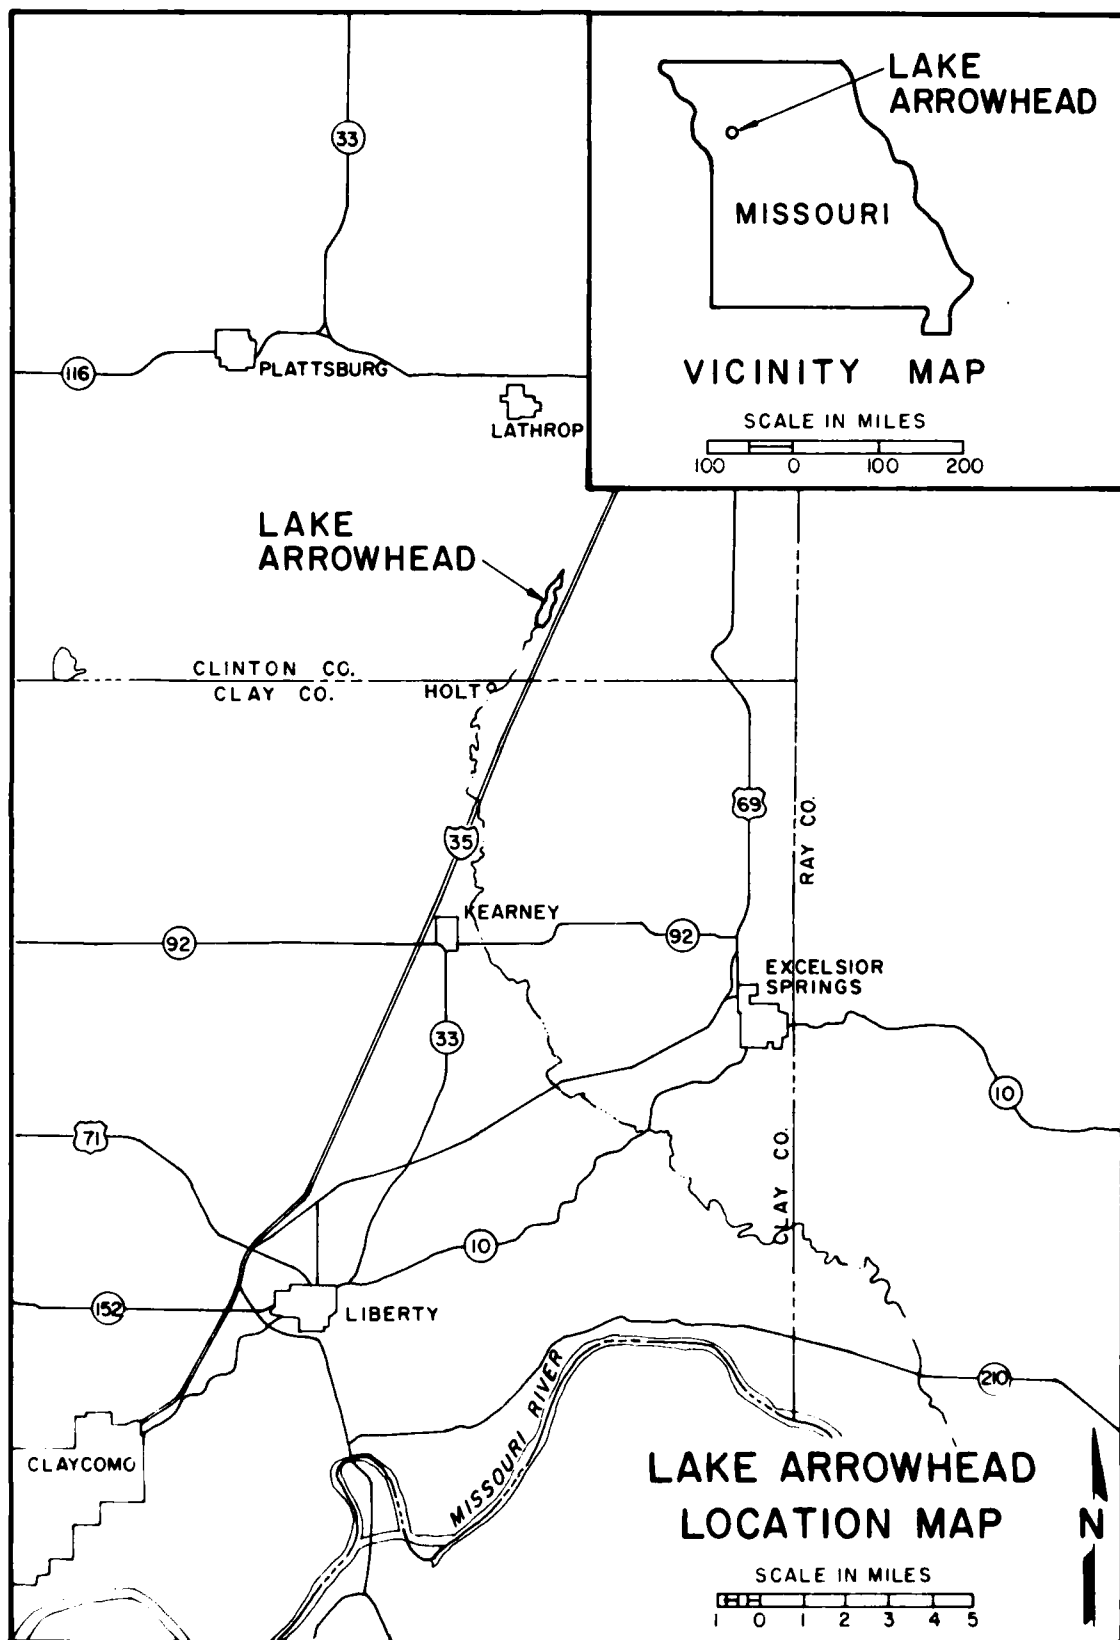 LAKE
ARROWHEAD
MISSOURI
VICINITY MAP
SCALE IN MILES
100 0 100 200
33
116
PLATTSBURG
LATHROP
LAKE
ARROWHEAD
CLINTON CO.
CLAY CO.
HOLT
69
RAY CO.
35
KEARNEY
92
92
EXCELSIOR
SPRINGS
33
10
71
CLAY CO.
10
152
LIBERTY
MISSOURI RIVER
210
CLAYCOMO
LAKE ARROWHEAD
LOCATION MAP
N
SCALE IN MILES
1 0 1 2 3 4 5